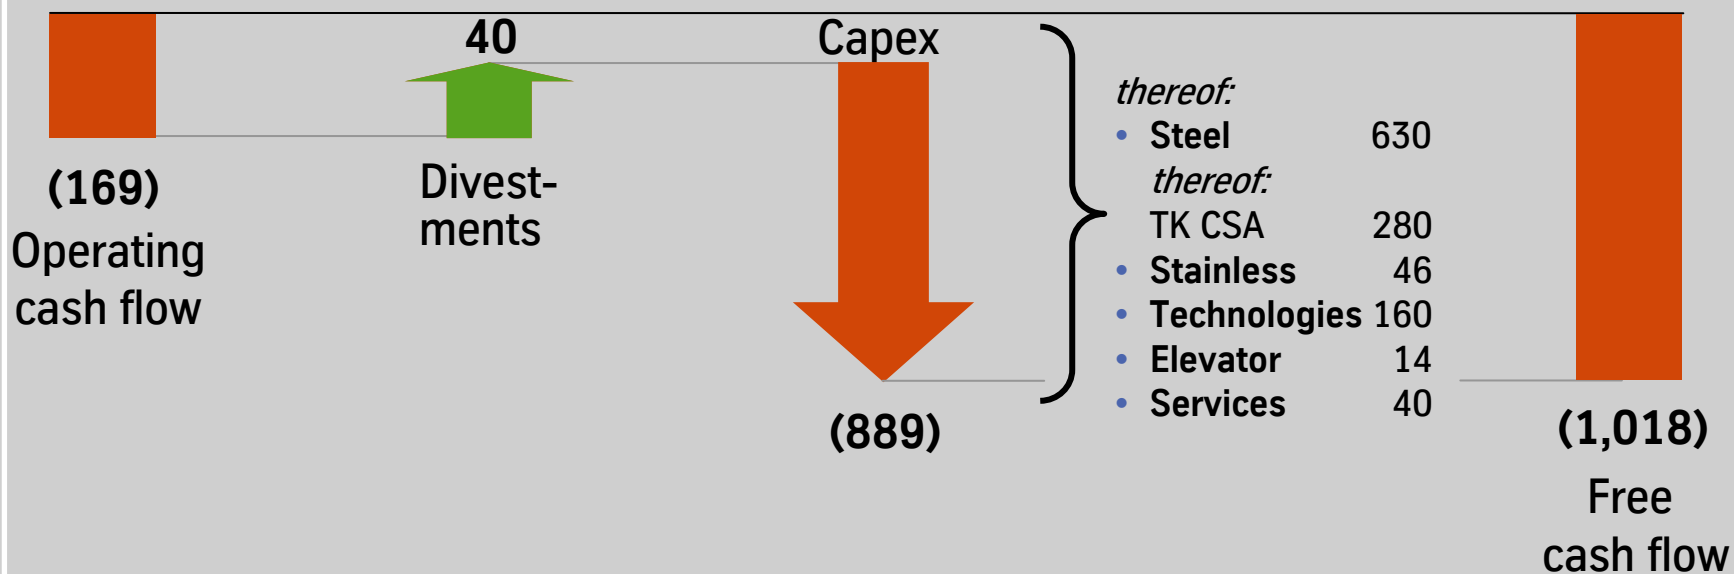 (169)
Operating
cash flow
40
Divest-
ments
Capex
(889)
thereof:
• Steel 630
thereof:
TK CSA 280
• Stainless 46
• Technologies 160
• Elevator 14
• Services 40
(1,018)
Free
cash flow